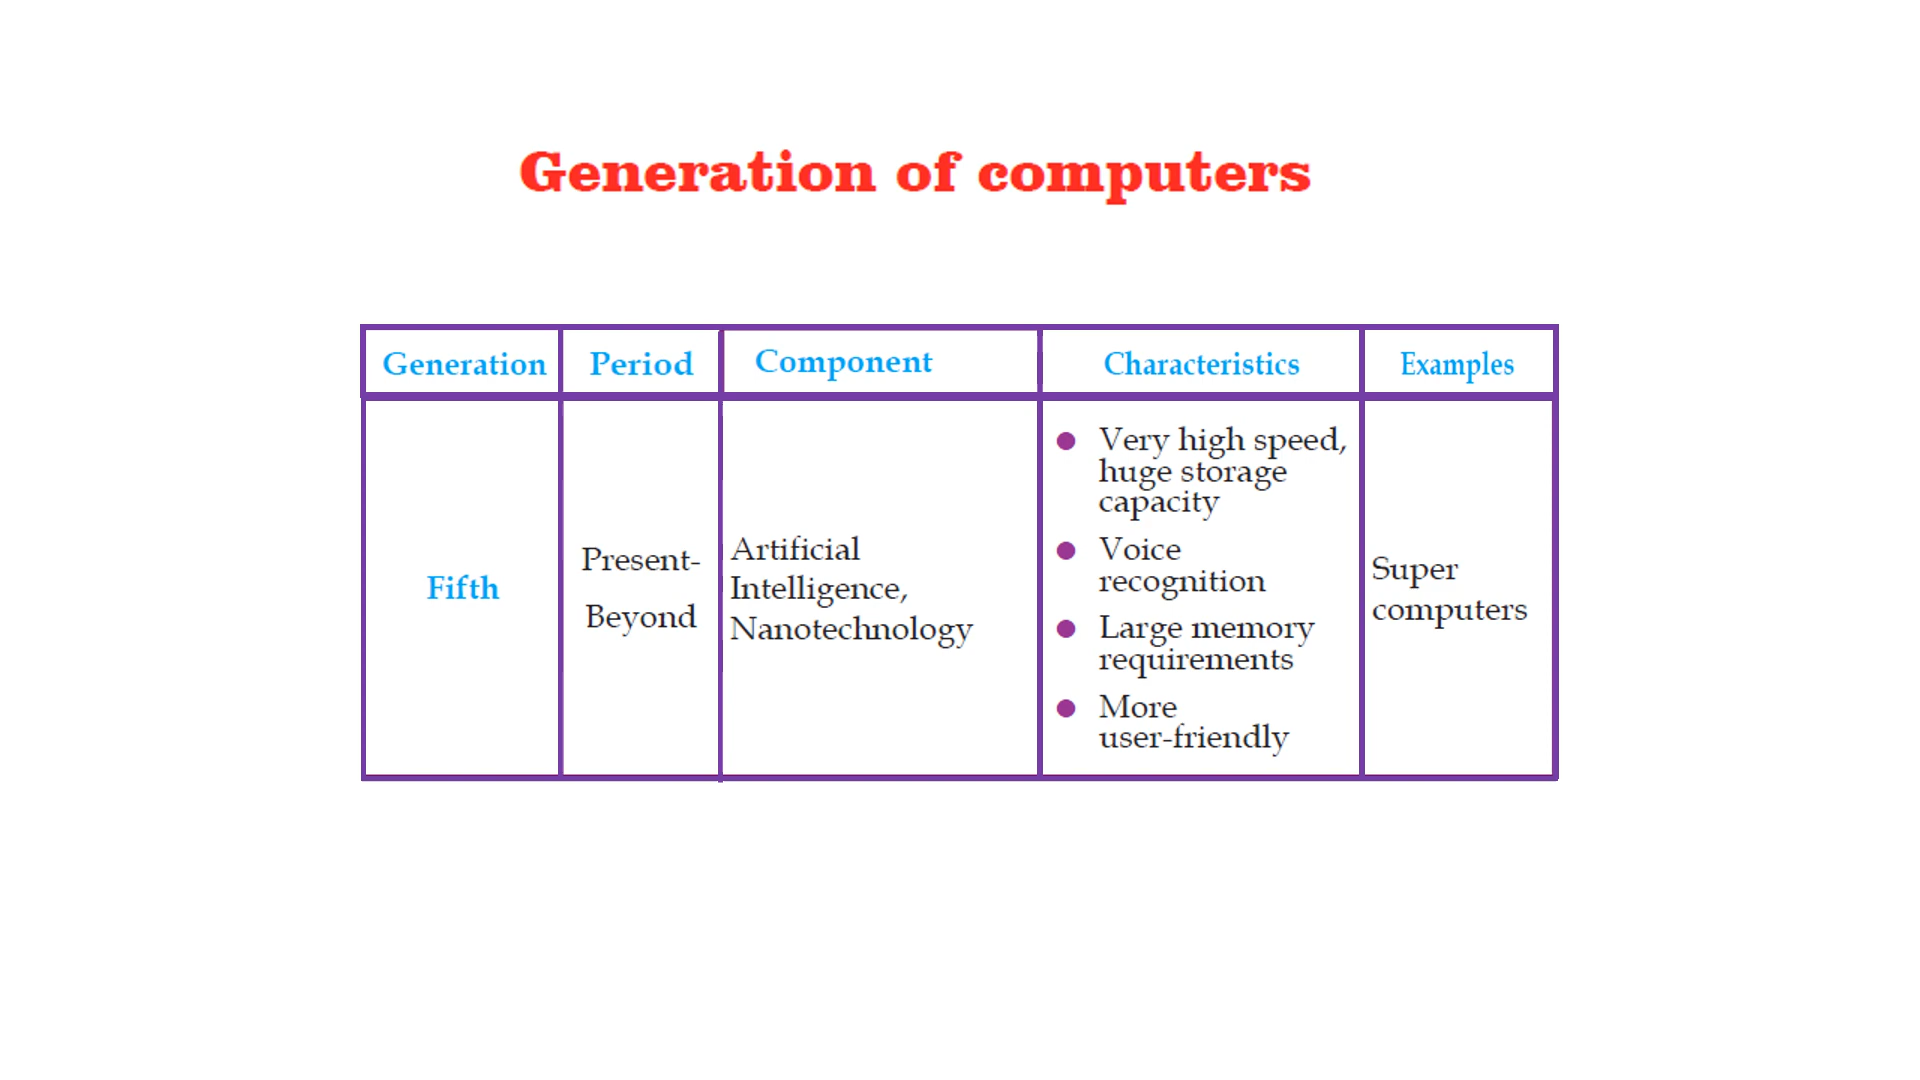 Generation of computers
Generation Period Component Characteristics Examples
Fifth
Present-
Beyond
Artificial
Intelligence,
Nanotechnology
● Very high speed,
huge storage
capacity
● Voice
recognition
● Large memory
requirements
● More
user-friendly
Super
computers